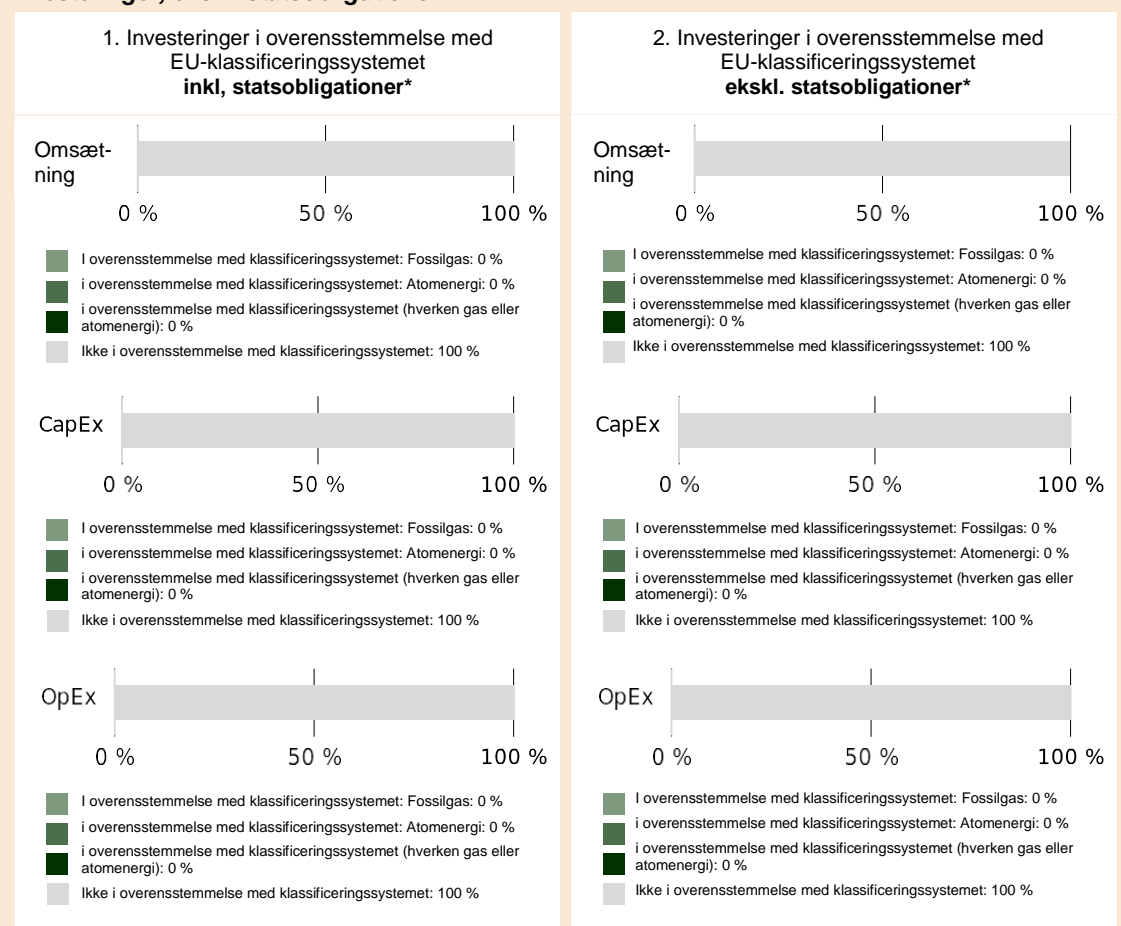 1. Investeringer i overensstemmelse med
EU-klassificeringssystemet
inkl, statsobligationer*
Omsæt-
ning
0 % 50 % 100 %
I overensstemmelse med klassificeringssystemet: Fossilgas: 0 %
i overensstemmelse med klassificeringssystemet: Atomenergi: 0 %
i overensstemmelse med klassificeringssystemet (hverken gas eller
atomenergi): 0 %
Ikke i overensstemmelse med klassificeringssystemet: 100 %
CapEx
0 % 50 % 100 %
I overensstemmelse med klassificeringssystemet: Fossilgas: 0 %
i overensstemmelse med klassificeringssystemet: Atomenergi: 0 %
i overensstemmelse med klassificeringssystemet (hverken gas eller
atomenergi): 0 %
Ikke i overensstemmelse med klassificeringssystemet: 100 %
OpEx
0 % 50 % 100 %
I overensstemmelse med klassificeringssystemet: Fossilgas: 0 %
i overensstemmelse med klassificeringssystemet: Atomenergi: 0 %
i overensstemmelse med klassificeringssystemet (hverken gas eller
atomenergi): 0 %
Ikke i overensstemmelse med klassificeringssystemet: 100 %
2. Investeringer i overensstemmelse med
EU-klassificeringssystemet
ekskl. statsobligationer*
Omsæt-
ning
0 % 50 % 100 %
I overensstemmelse med klassificeringssystemet: Fossilgas: 0 %
i overensstemmelse med klassificeringssystemet: Atomenergi: 0 %
i overensstemmelse med klassificeringssystemet (hverken gas eller
atomenergi): 0 %
Ikke i overensstemmelse med klassificeringssystemet: 100 %
CapEx
0 % 50 % 100 %
I overensstemmelse med klassificeringssystemet: Fossilgas: 0 %
i overensstemmelse med klassificeringssystemet: Atomenergi: 0 %
i overensstemmelse med klassificeringssystemet (hverken gas eller
atomenergi): 0 %
Ikke i overensstemmelse med klassificeringssystemet: 100 %
OpEx
0 % 50 % 100 %
I overensstemmelse med klassificeringssystemet: Fossilgas: 0 %
i overensstemmelse med klassificeringssystemet: Atomenergi: 0 %
i overensstemmelse med klassificeringssystemet (hverken gas eller
atomenergi): 0 %
Ikke i overensstemmelse med klassificeringssystemet: 100 %